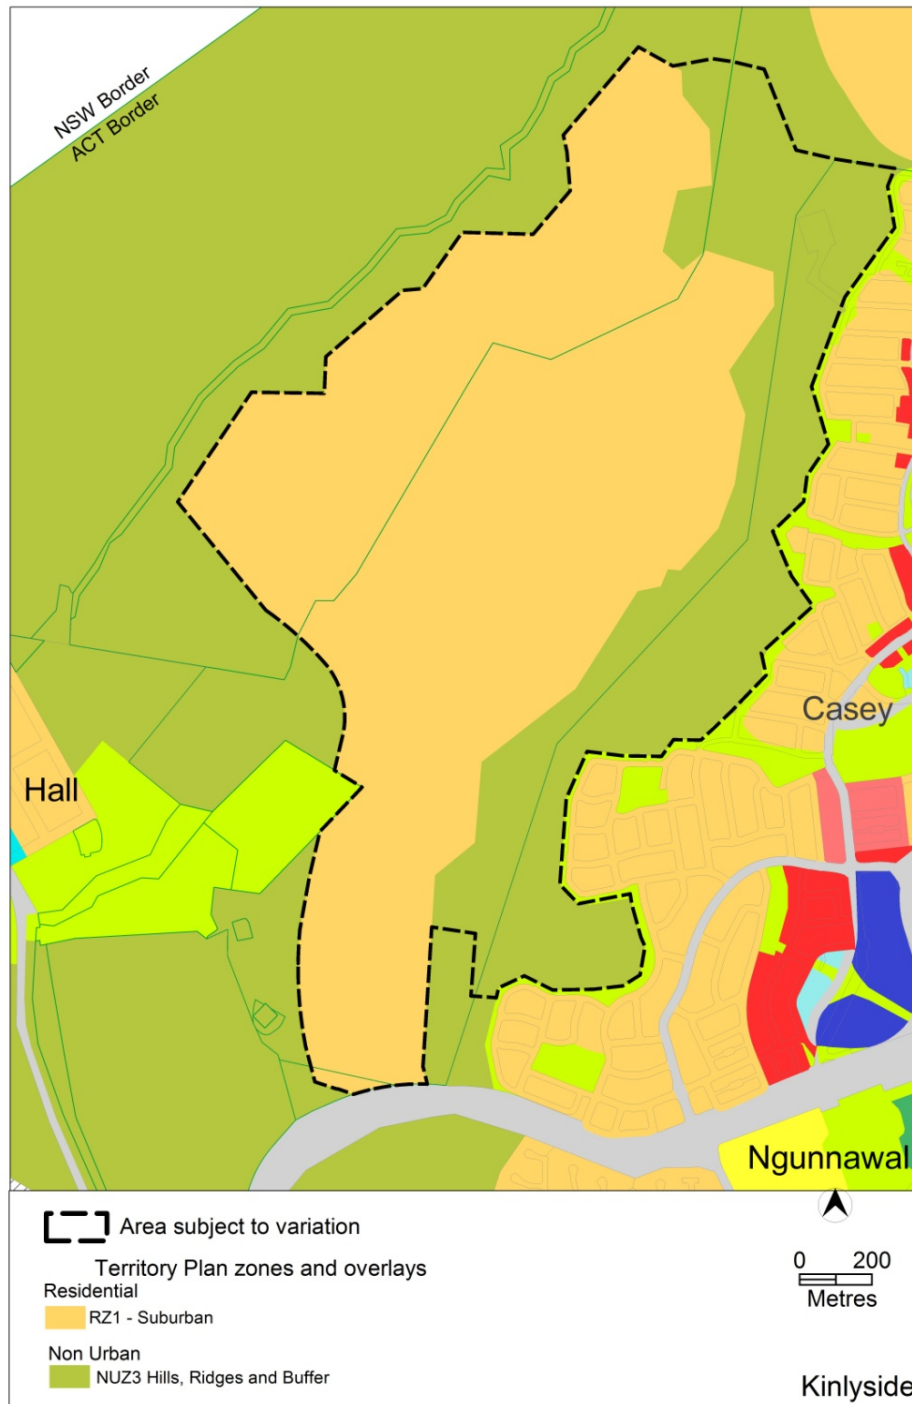 NSW Border
ACT Border
Hall
Casey
Ngunnawal
Area subject to variation
Territory Plan zones and overlays
Residential
RZ1 - Suburban
Non Urban
NUZ3 Hills, Ridges and Buffer
0 200
Metres
Kinlyside